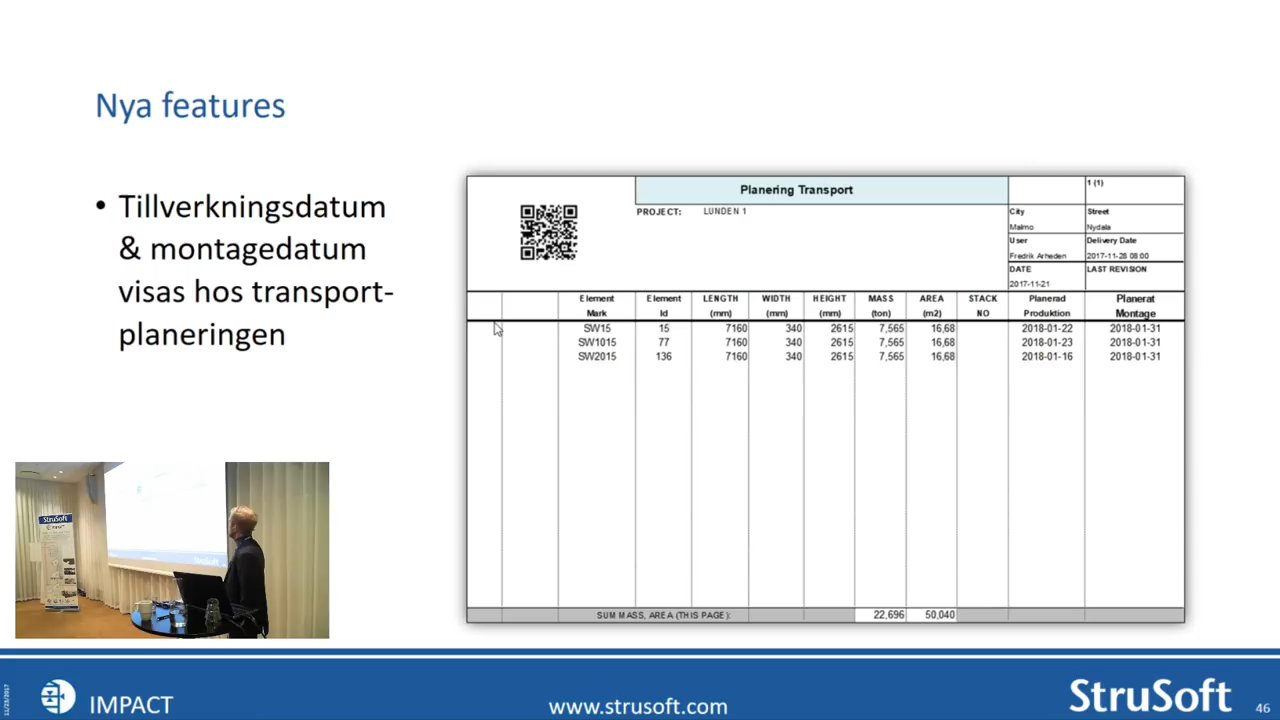 Nya features
• Tillverkningsdatum
& montagedatum
visas hos transport-
planeringen
Planering Transport
1 (1)
PROJECT: LUNDEN 1
City Street
Malmo Nydala
User Delivery Date
Fredrik Arheden 2017-11-28 08:00
DATE LAST REVISION
2017-11-21
Element Element LENGTH WIDTH HEIGHT MASS AREA STACK Planerad Planerat
Mark Id (mm) (mm) (mm) (ton) (m2) NO Produktion Montage
SW15 15 7160 340 2615 7,565 16,68 2018-01-22 2018-01-31
SW1015 77 7160 340 2615 7,565 16,68 2018-01-23 2018-01-31
SW2015 136 7160 340 2615 7,565 16,68 2018-01-16 2018-01-31
SUM MASS, AREA (THIS PAGE): 22,696 50,040
StruSoft
StruSoft
11/23/2017
IMPACT
www.strusoft.com
StruSoft
46